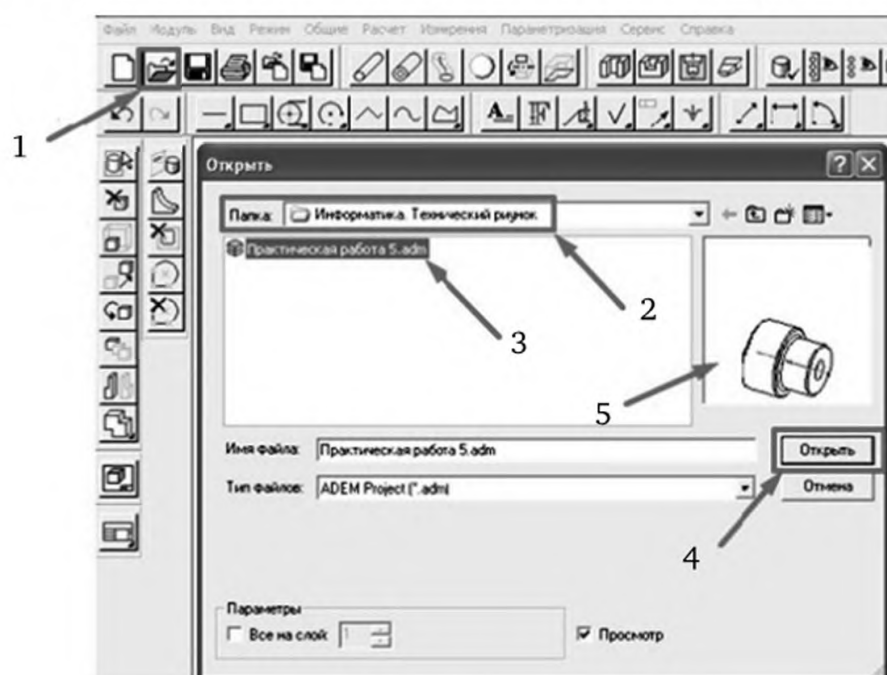 Файл Модуль Вид Режим Общие Расчет Измерения Параметризация Сервис Справка
1
Открыть
Папка: Информатика. Технический риунок
Практическая работа 5.adm
2
3
5
Имя файла: Практическая работа 5.adm Открыть
Тип файлов: ADEM Project (*.adm( Отмена
4
Параметры
Все на слой: 1 Просмотр